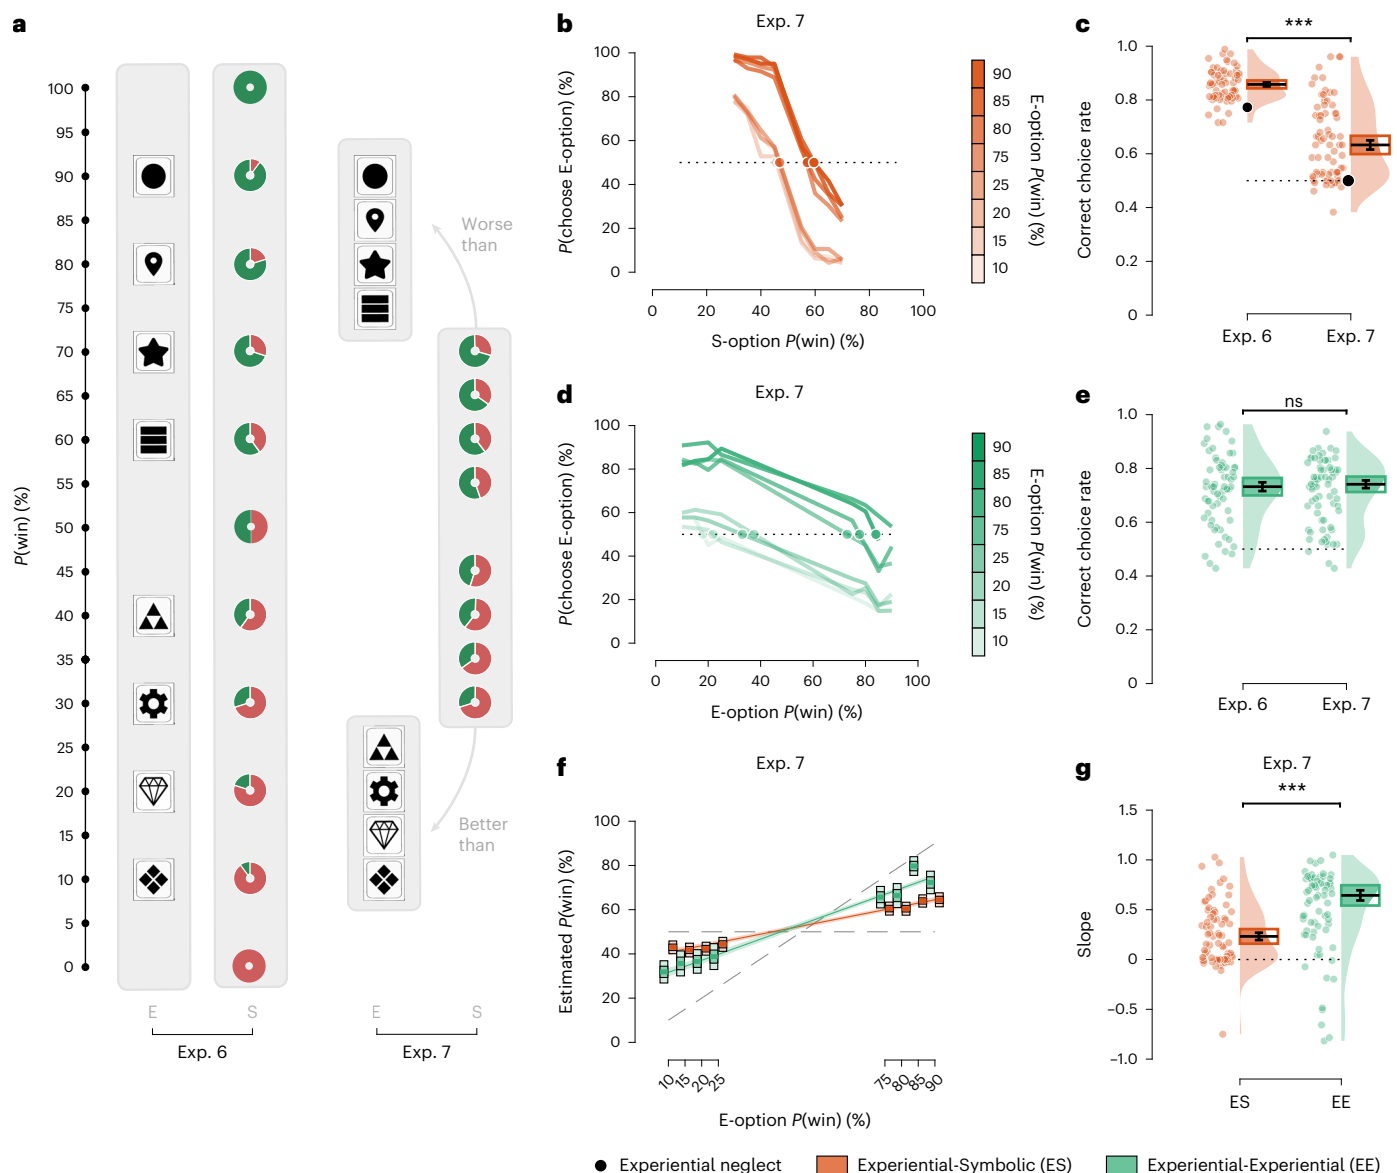 a
100
95
90
85
80
75
70
65
60
55
50
45
40
35
30
25
20
15
10
5
0
P(win) (%)
Worse
than
Better
than
E
S
E
S
Exp. 6
Exp. 7
b
Exp. 7
100
80
60
40
20
0
P(choose E-option) (%)
0
20
40
60
80
100
S-option P(win) (%)
90
85
80
75
25
20
15
10
E-option P(win) (%)
c
***
1.0
0.8
0.6
0.4
0.2
0
Correct choice rate
Exp. 6
Exp. 7
d
Exp. 7
100
80
60
40
20
0
P(choose E-option) (%)
0
20
40
60
80
100
E-option P(win) (%)
90
85
80
75
25
20
15
10
E-option P(win) (%)
e
ns
1.0
0.8
0.6
0.4
0.2
0
Correct choice rate
Exp. 6
Exp. 7
f
Exp. 7
100
80
60
40
20
0
Estimated P(win) (%)
10
15
20
25
75
80
85
90
E-option P(win) (%)
g
Exp. 7
***
1.5
1.0
0.5
0
−0.5
−1.0
Slope
ES
EE
Experiential neglect
Experiential-Symbolic (ES)
Experiential-Experiential (EE)